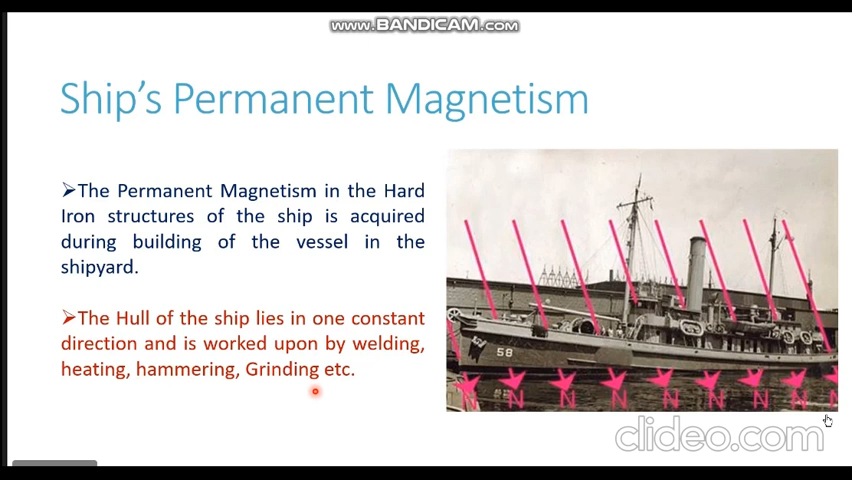 WWW.BANDICAM.COM
Ship's Permanent Magnetism
➢The Permanent Magnetism in the Hard
Iron structures of the ship is acquired
during building of the vessel in the
shipyard.
➢The Hull of the ship lies in one constant
direction and is worked upon by welding,
heating, hammering, Grinding etc.
58
N N N N N N N N
clideo.com